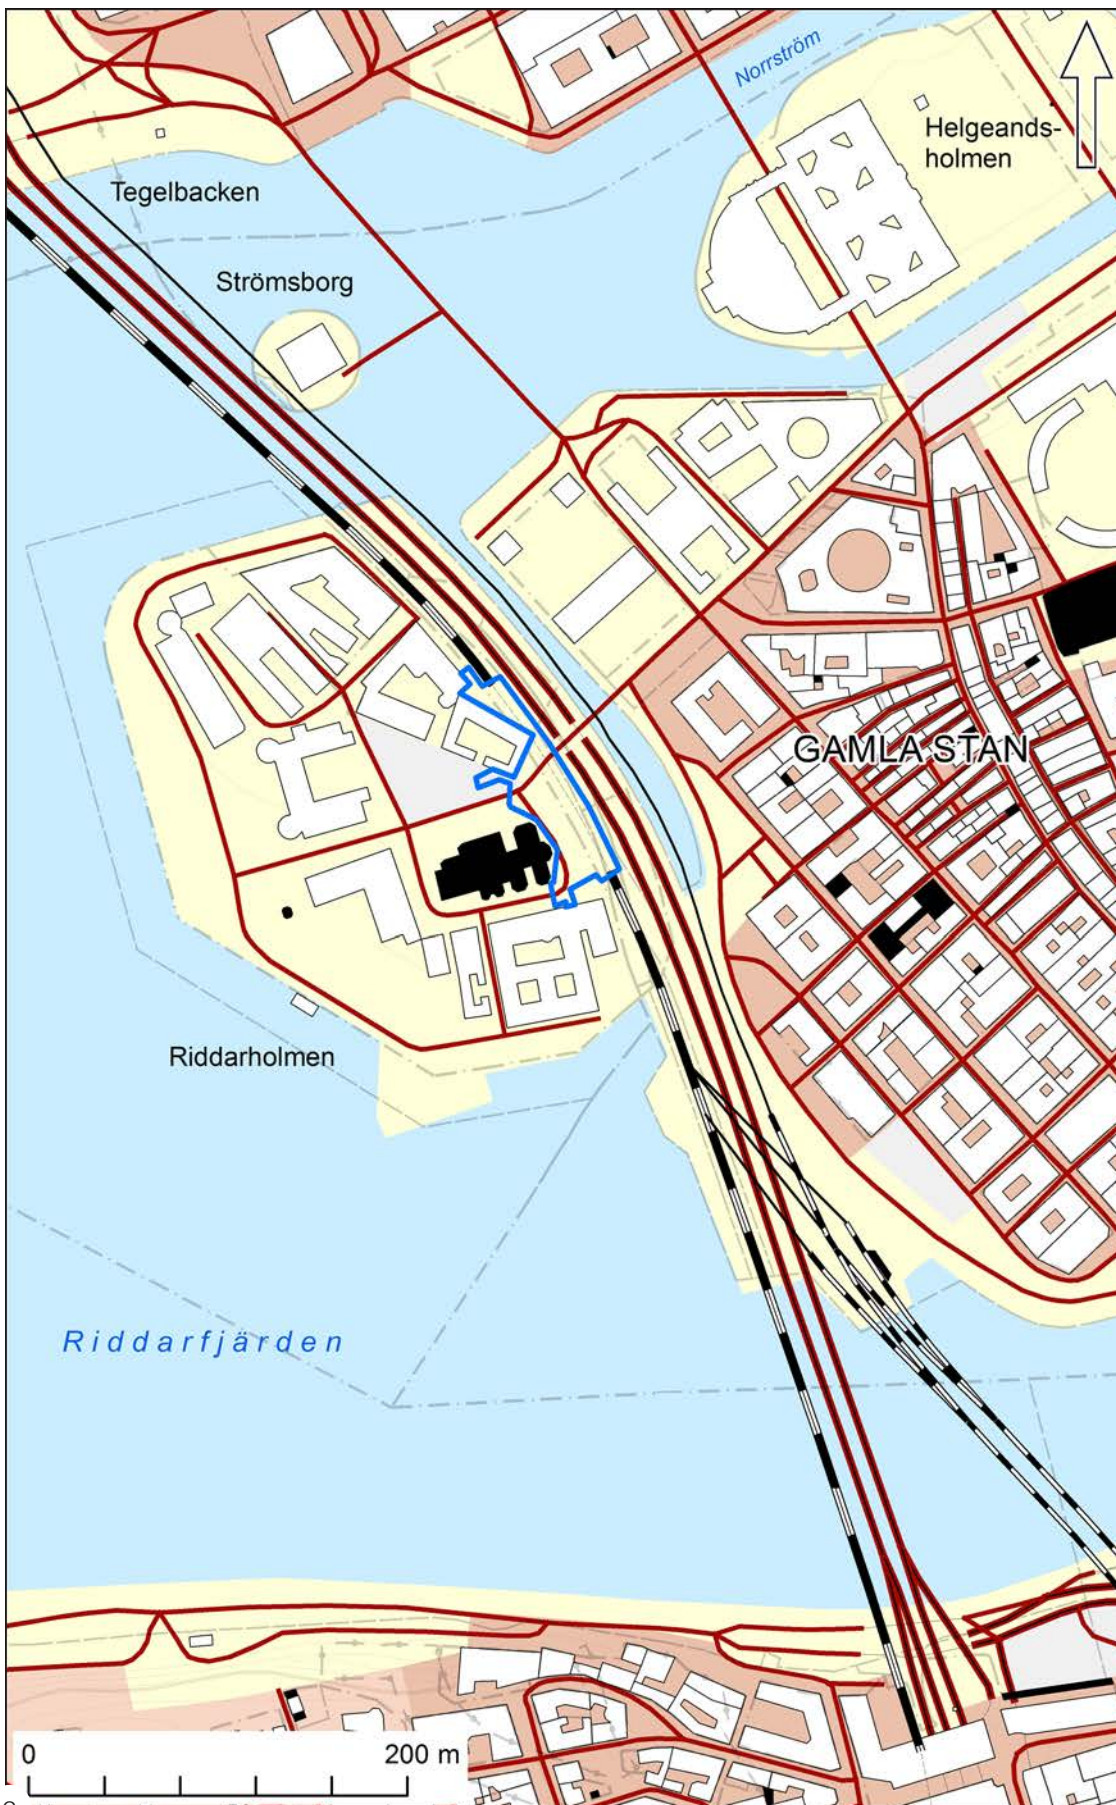 Norrström
Helgeands-
holmen
Tegelbacken
Strömsborg
GAMLA STAN
Riddarholmen
Riddarfjärden
0 200 m